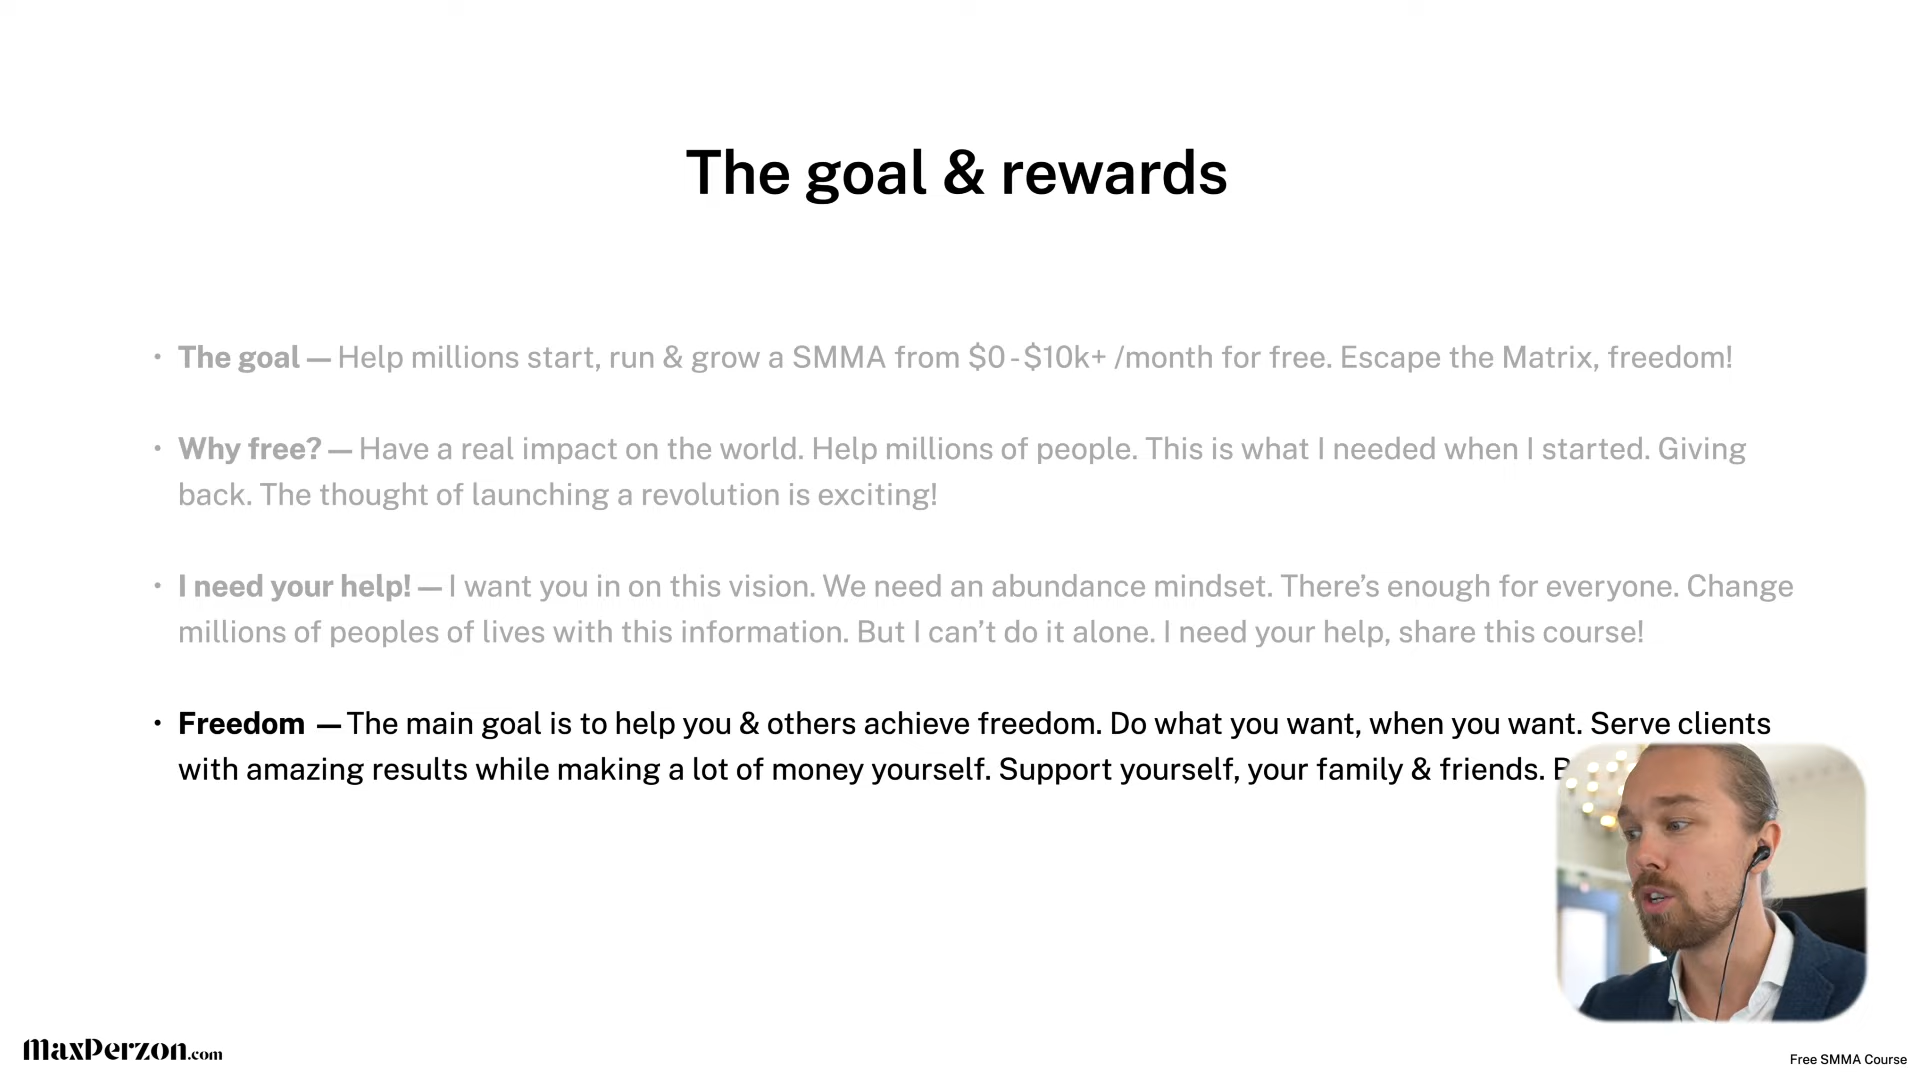 The goal & rewards
• The goal — Help millions start, run & grow a SMMA from $0 - $10k+ /month for free. Escape the Matrix, freedom!
• Why free? — Have a real impact on the world. Help millions of people. This is what I needed when I started. Giving
back. The thought of launching a revolution is exciting!
• I need your help! — I want you in on this vision. We need an abundance mindset. There’s enough for everyone. Change
millions of peoples of lives with this information. But I can’t do it alone. I need your help, share this course!
• Freedom — The main goal is to help you & others achieve freedom. Do what you want, when you want. Serve clients
with amazing results while making a lot of money yourself. Support yourself, your family & friends.
MaxPerzon.com
Free SMMA Course